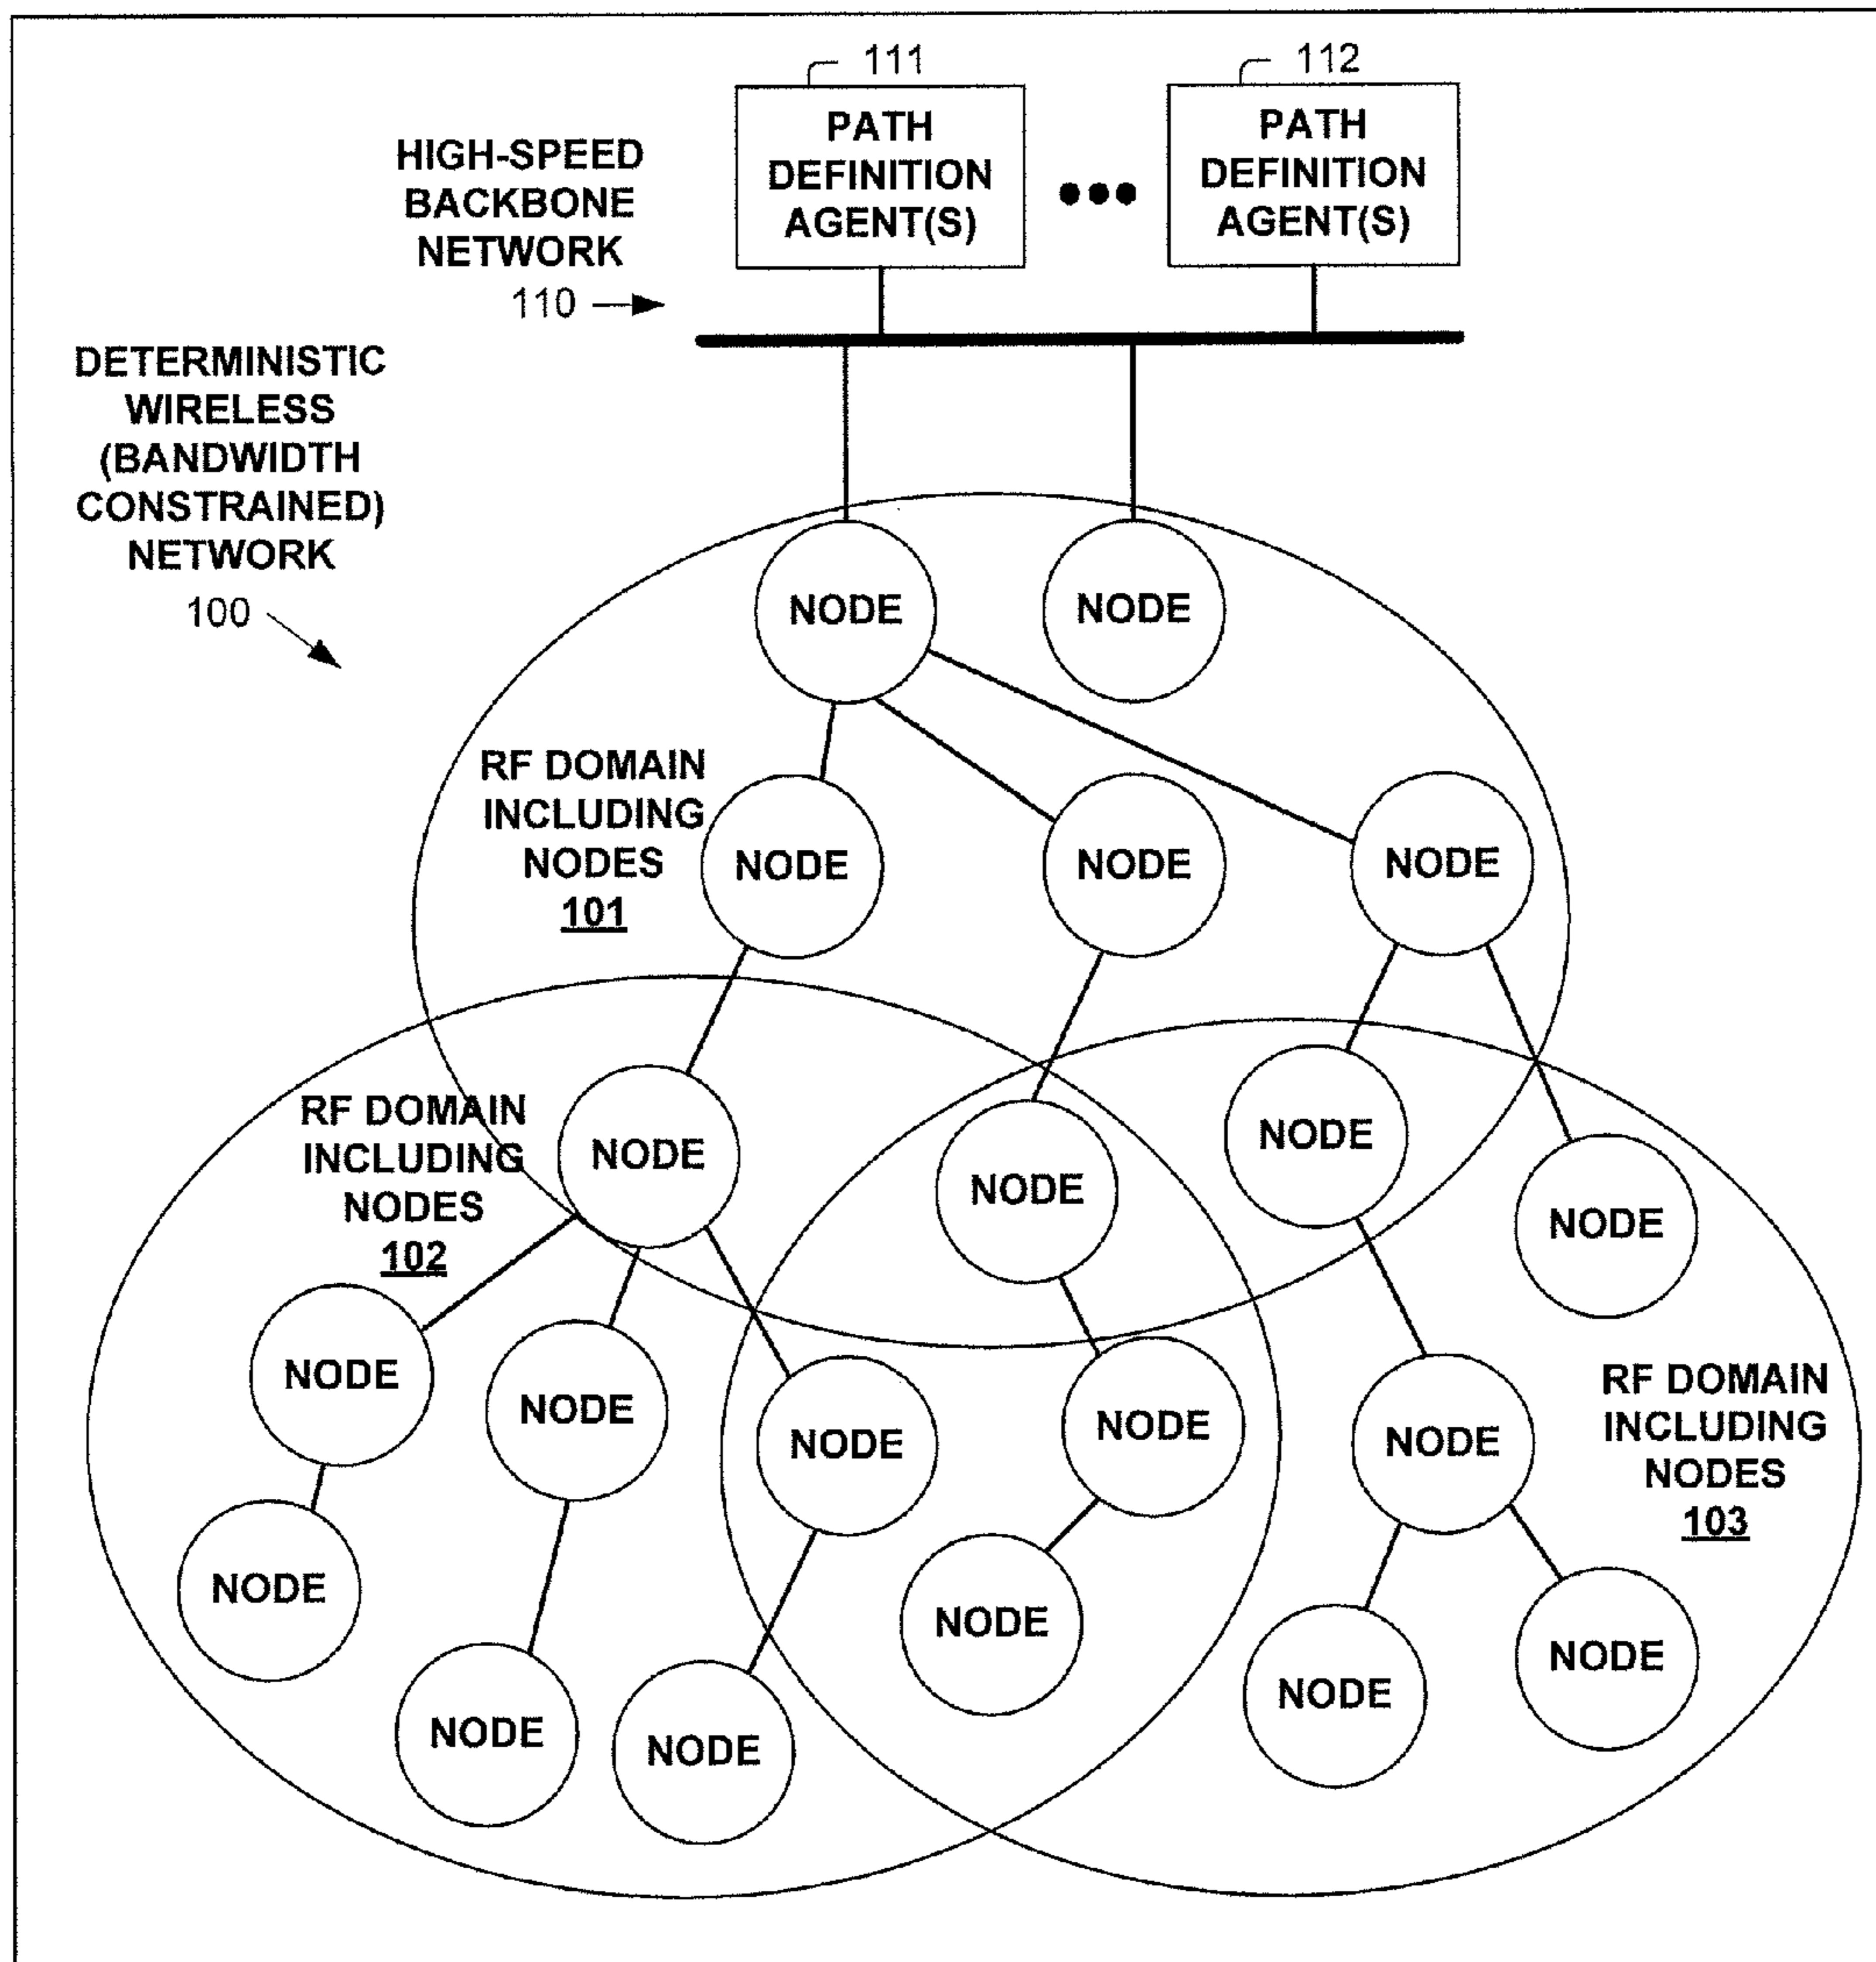 111
112
PATH
DEFINITION
AGENT(S)
PATH
DEFINITION
AGENT(S)
HIGH-SPEED
BACKBONE
NETWORK
110
DETERMINISTIC
WIRELESS
(BANDWIDTH
CONSTRAINED)
NETWORK
100
NODE
NODE
RF DOMAIN
INCLUDING
NODES
101
NODE
NODE
NODE
RF DOMAIN
INCLUDING
NODES
102
NODE
NODE
NODE
NODE
NODE
NODE
NODE
NODE
NODE
RF DOMAIN
INCLUDING
NODES
103
NODE
NODE
NODE
NODE
NODE
NODE